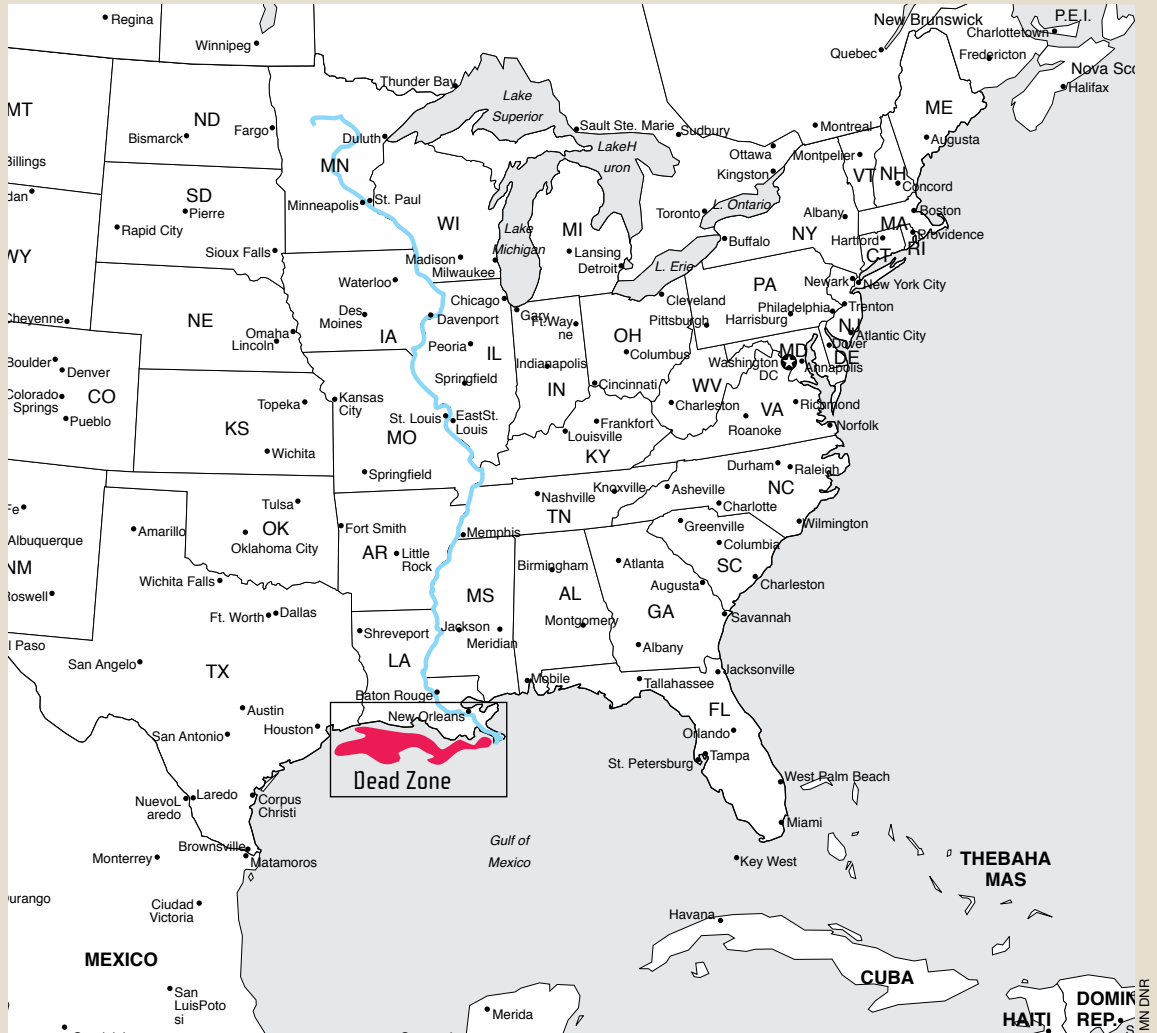 Regina
Winnipeg
New Brunswick
P.E.I.
Charlottetown
Quebec
Fredericton
Nova Sco
Halifax
Thunder Bay
Lake
Superior
MT
ND
ME
Bismarck
Fargo
Duluth
Sault Ste. Marie
Sudbury
Montreal
Augusta
LakeH
uron
Ottawa
Montpelier
Billings
MN
Kingston
VT
NH
Concord
dan
SD
Pierre
Minneapolis
St. Paul
L. Ontario
Toronto
Albany
Boston
Rapid City
WI
Lake
Michigan
MI
NY
MA
Providence
Buffalo
Hartford
CT
RI
WY
Sioux Falls
Madison
Milwaukee
Lansing
Detroit
L. Erie
Waterloo
PA
Newark
New York City
Cheyenne
NE
Des
Moines
Chicago
Gary
Cleveland
Philadelphia
Trenton
Davenport
Ft.Way
ne
Pittsburgh
Harrisburg
NJ
Atlantic City
Omaha
Lincoln
IA
Peoria
IL
OH
Columbus
Dover
MD
DE
Boulder
Denver
Indianapolis
Washington
DC
Annapolis
Springfield
Cincinnati
Colorado
Springs
CO
IN
WV
Topeka
Kansas
City
Charleston
Richmond
VA
Pueblo
St. Louis
EastSt.
Louis
Frankfort
Roanoke
Norfolk
KS
MO
Louisville
Wichita
KY
Springfield
Durham
Raleigh
Fe
Tulsa
Nashville
Knoxville
Asheville
NC
Charlotte
Amarillo
OK
Fort Smith
TN
Greenville
Wilmington
Albuquerque
Oklahoma City
Memphis
Columbia
AR
Little
Rock
NM
Birmingham
Atlanta
SC
Wichita Falls
Augusta
Charleston
Roswell
MS
AL
GA
Ft. Worth
Dallas
Montgomery
Savannah
Shreveport
Jackson
Meridian
l Paso
Albany
San Angelo
TX
LA
Jacksonville
Mobile
Tallahassee
Baton Rouge
Austin
New Orleans
FL
Houston
Orlando
San Antonio
Tampa
St. Petersburg
Dead Zone
West Palm Beach
NuevoL
aredo
Laredo
Corpus
Christi
Miami
Gulf of
Mexico
Brownsville
Matamoros
Monterrey
Key West
THEBAHA
MAS
urango
Ciudad
Victoria
Havana
MEXICO
CUBA
San
LuisPoto
si
Merida
HAITI
DOMIN
REP.
MN DNR